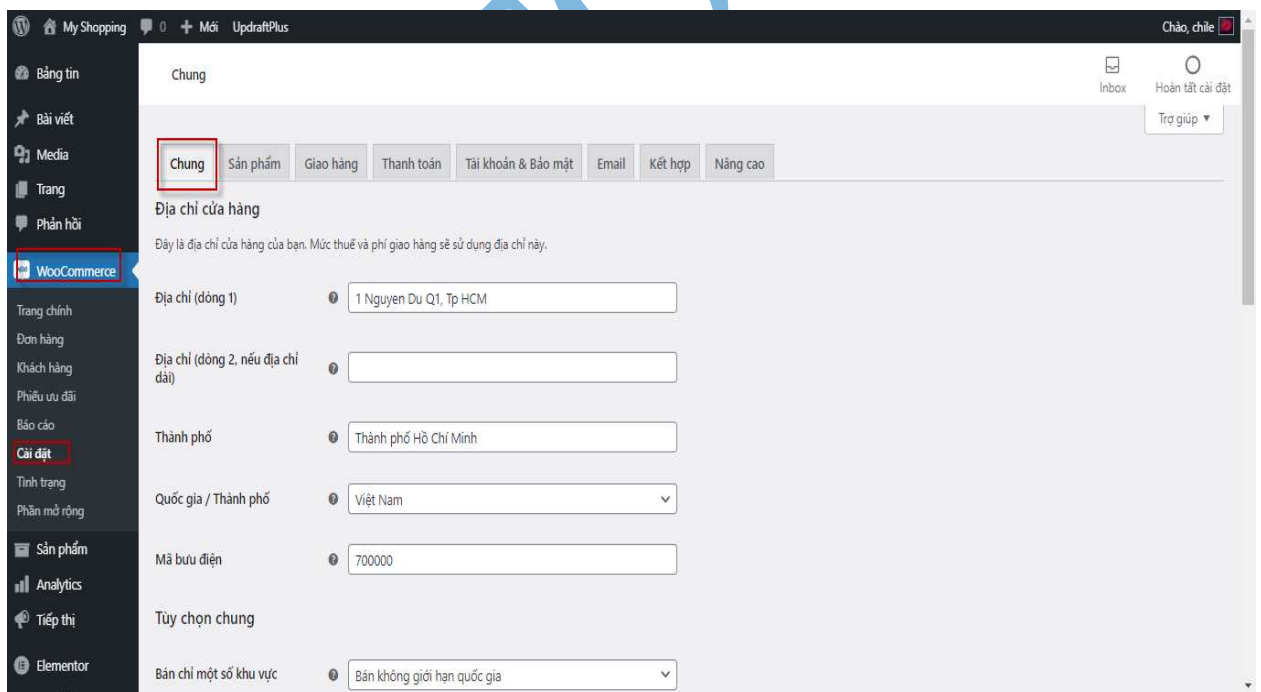 My Shopping 0 + Mới UpdraftPlus Chào, chile
Bảng tin
Bài viết
Media
Trang
Phản hồi
WooCommerce
Trang chính
Đơn hàng
Khách hàng
Phiếu ưu đãi
Báo cáo
Cài đặt
Tình trạng
Phần mở rộng
Sản phẩm
Analytics
Tiếp thị
Elementor
Chung
Inbox
Hoàn tất cài đặt
Trợ giúp ▼
Chung Sản phẩm Giao hàng Thanh toán Tài khoản & Bảo mật Email Kết hợp Nâng cao
Địa chỉ cửa hàng
Đây là địa chỉ cửa hàng của bạn. Mức thuế và phí giao hàng sẽ sử dụng địa chỉ này.
Địa chỉ (dòng 1) 1 Nguyen Du Q1, Tp HCM
Địa chỉ (dòng 2, nếu địa chỉ
dài)
Thành phố Thành phố Hồ Chí Minh
Quốc gia / Thành phố Việt Nam
Mã bưu điện 700000
Tùy chọn chung
Bán chỉ một số khu vực Bán không giới hạn quốc gia